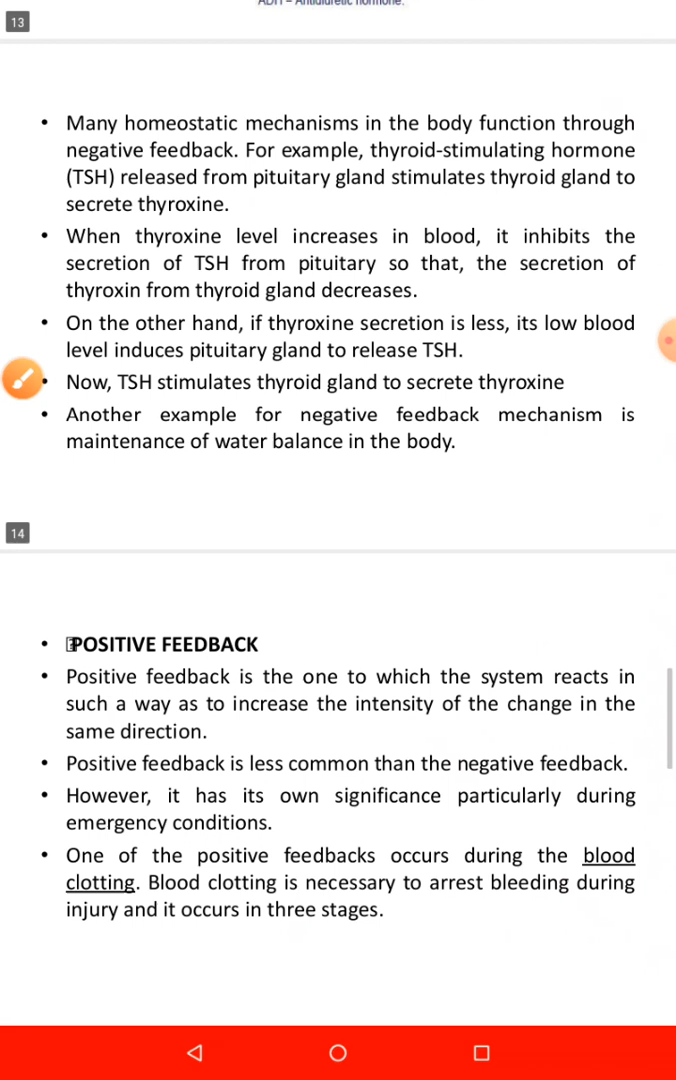 ADH – Antidiuretic hormone.
13
• Many homeostatic mechanisms in the body function through
negative feedback. For example, thyroid-stimulating hormone
(TSH) released from pituitary gland stimulates thyroid gland to
secrete thyroxine.
• When thyroxine level increases in blood, it inhibits the
secretion of TSH from pituitary so that, the secretion of
thyroxin from thyroid gland decreases.
• On the other hand, if thyroxine secretion is less, its low blood
level induces pituitary gland to release TSH.
• Now, TSH stimulates thyroid gland to secrete thyroxine
• Another example for negative feedback mechanism is
maintenance of water balance in the body.
14
• POSITIVE FEEDBACK
• Positive feedback is the one to which the system reacts in
such a way as to increase the intensity of the change in the
same direction.
• Positive feedback is less common than the negative feedback.
• However, it has its own significance particularly during
emergency conditions.
• One of the positive feedbacks occurs during the blood
clotting. Blood clotting is necessary to arrest bleeding during
injury and it occurs in three stages.